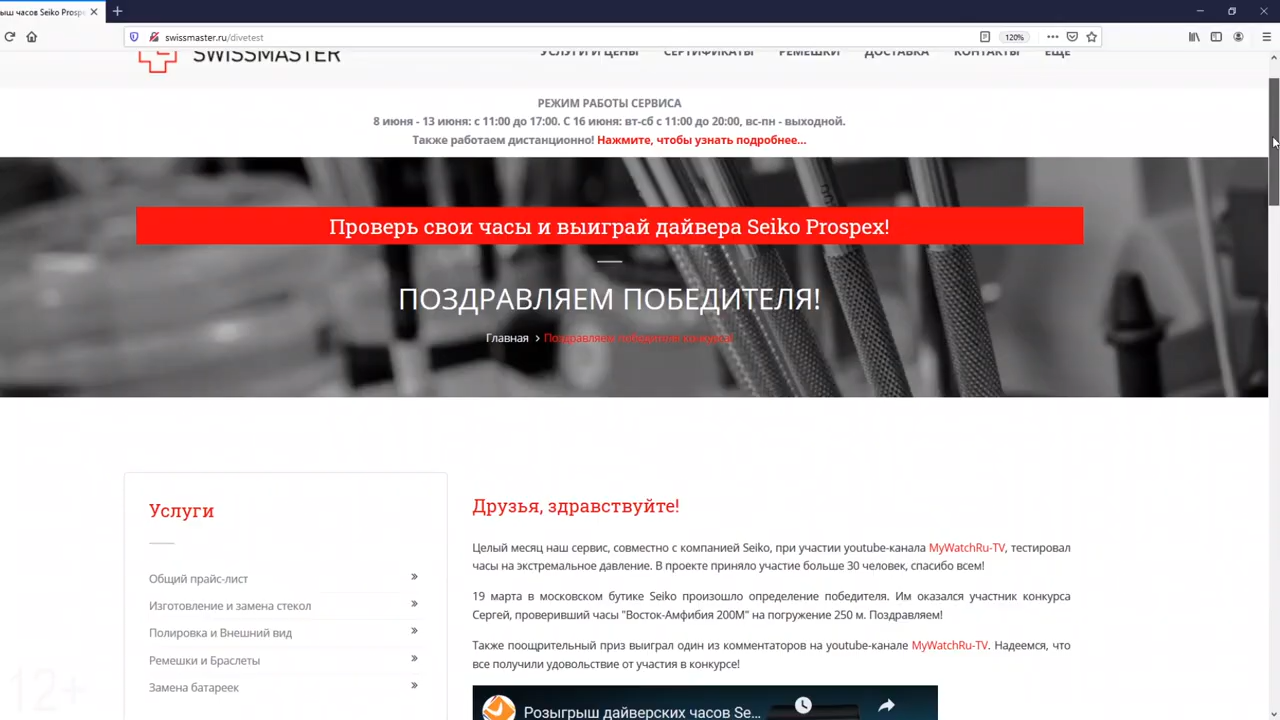 ыш часов Seiko Prosp
swissmaster.ru/divetest
120%
SWISSMASTER
УСЛУГИ И ЦЕНЫ СЕРТИФИКАТЫ РЕМЕШКИ ДОСТАВКА КОНТАКТЫ ЕЩЕ
РЕЖИМ РАБОТЫ СЕРВИСА
8 июня - 13 июня: с 11:00 до 17:00. С 16 июня: вт-сб с 11:00 до 20:00, вс-пн - выходной.
Также работаем дистанционно! Нажмите, чтобы узнать подробнее...
Проверь свои часы и выиграй дайвера Seiko Prospex!
ПОЗДРАВЛЯЕМ ПОБЕДИТЕЛЯ!
Главная > Поздравляем победителя конкурса!
Услуги
Общий прайс-лист »
Изготовление и замена стекол »
Полировка и Внешний вид »
Ремешки и Браслеты »
Замена батареек »
Друзья, здравствуйте!
Целый месяц наш сервис, совместно с компанией Seiko, при участии youtube-канала MyWatchRu-TV, тестировал
часы на экстремальное давление. В проекте приняло участие больше 30 человек, спасибо всем!
19 марта в московском бутике Seiko произошло определение победителя. Им оказался участник конкурса
Сергей, проверивший часы "Восток-Амфибия 200М" на погружение 250 м. Поздравляем!
Также поощрительный приз выиграл один из комментаторов на youtube-канале MyWatchRu-TV. Надеемся, что
все получили удовольствие от участия в конкурсе!
Розыгрыш дайверских часов Se...
12+